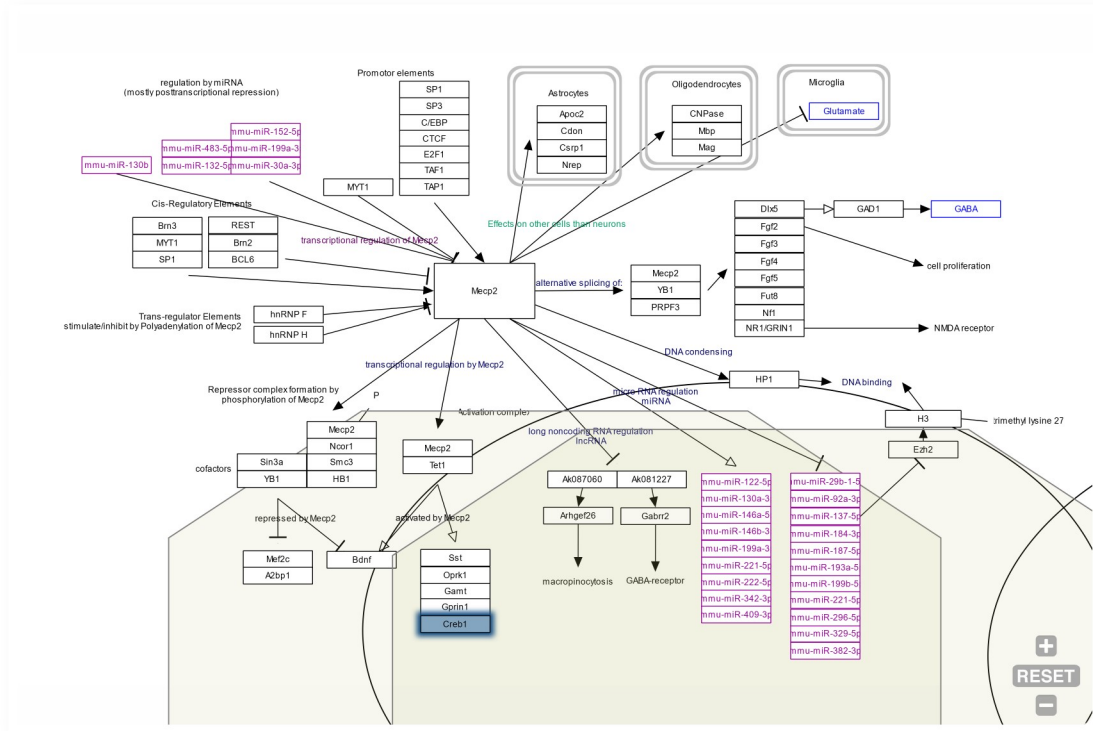 regulation by miRNA
(mostly posttranscriptional repression)
mmu-miR-152-5p
mmu-miR-483-5p
mmu-miR-199a-3
mmu-miR-130b
mmu-miR-132-5p
mmu-miR-30a-3p
Promotor elements
SP1
SP3
C/EBP
CTCF
E2F1
TAF1
TAP1
MYT1
Astrocytes
Apoc2
Cdon
Csrp1
Nrep
Oligodendrocytes
CNPase
Mbp
Mag
Microglia
Glutamate
Cis-Regulatory Elements
Brn3
MYT1
SP1
REST
Brn2
BCL6
transcriptional regulation of Mecp2
Effects on other cells than neurons
Mecp2
alternative splicing of:
Mecp2
YB1
PRPF3
Dlx5
Fgf2
Fgf3
Fgf4
Fgf5
Fut8
Nf1
NR1/GRIN1
GAD1
GABA
cell proliferation
NMDA receptor
Trans-regulator Elements
stimulate/inhibit by Polyadenylation of Mecp2
hnRNP F
hnRNP H
transcriptional regulation by Mecp2
DNA condensing
HP1
DNA binding
micro RNA regulation
miRNA
H3
trimethyl lysine 27
Ezh2
Repressor complex formation by
phosphorylation of Mecp2
P
Activation complex
long noncoding RNA regulation
lncRNA
Mecp2
Ncor1
cofactors
Sin3a
Smc3
YB1
HB1
Mecp2
Tet1
repressed by Mecp2
activated by Mecp2
Mef2c
A2bp1
Bdnf
Sst
Oprk1
Gamt
Gprin1
Creb1
Ak087060
Ak081227
Arhgef26
Gabrr2
macropinocytosis
GABA-receptor
mmu-miR-122-5p
mmu-miR-130a-3
mmu-miR-146a-5
mmu-miR-146b-3
mmu-miR-199a-3
mmu-miR-221-5p
mmu-miR-222-5p
mmu-miR-342-3p
mmu-miR-409-3p
mmu-miR-29b-1-5
mmu-miR-92a-3p
mmu-miR-137-5p
mmu-miR-184-3p
mmu-miR-187-5p
mmu-miR-193a-5
mmu-miR-199b-5
mmu-miR-221-5p
mmu-miR-296-5p
mmu-miR-329-5p
mmu-miR-382-3p
RESET